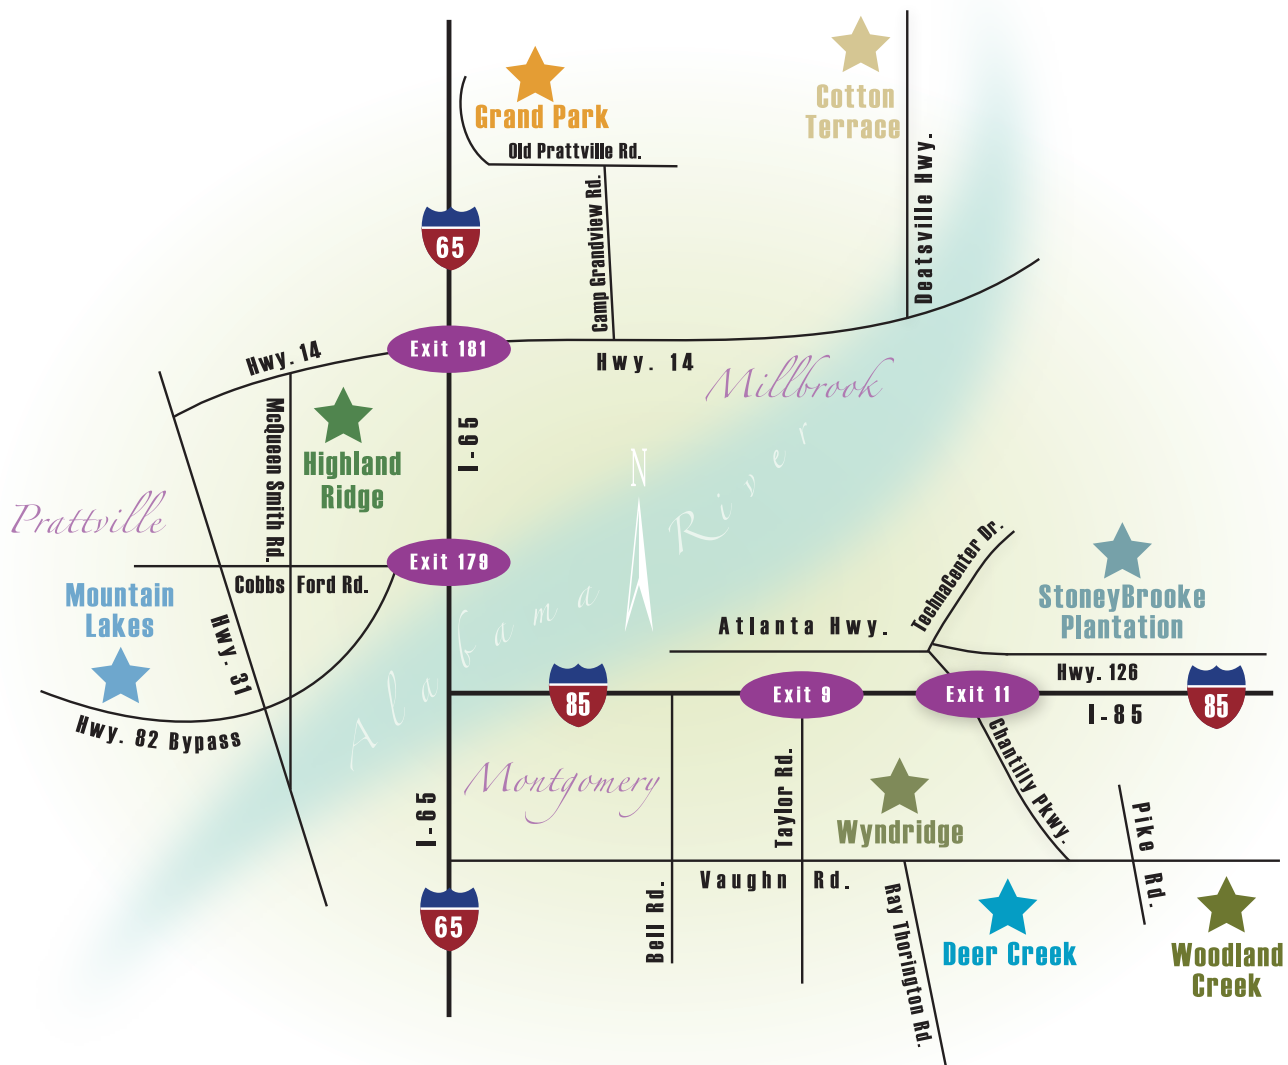 Cotton
Terrace
Grand Park
Old Prattville Rd.
Camp Grandview Rd.
Deatsville Hwy.
65
Exit 181
Hwy. 14
Hwy. 14
Millbrook
McQueen Smith Rd.
Highland
Ridge
I-65
N
Alabama River
Prattville
Exit 179
Cobbs Ford Rd.
Mountain
Lakes
Hwy. 31
Hwy. 82 Bypass
TechnaCenter Dr.
StoneyBrooke
Plantation
Atlanta Hwy.
Hwy. 126
85
Exit 9
Exit 11
85
I-85
Chantilly Pkwy.
Montgomery
I-65
Taylor Rd.
Wyndridge
Pike Rd.
Vaughn Rd.
65
Bell Rd.
Ray Thorington Rd.
Deer Creek
Woodland
Creek